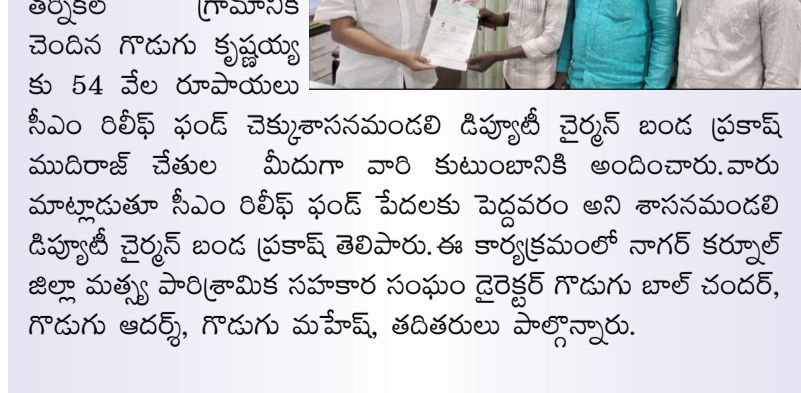 తర్నికల్ గ్రామానికి
చెందిన గొడుగు కృష్ణయ్య
కు 54 వేల రూపాయలు
సీఎం రిలీఫ్ ఫండ్ చెక్కుశాసనమండలి డిప్యూటీ చైర్మన్ బండ ప్రకాష్
ముదిరాజ్ చేతుల మీదుగా వారి కుటుంబానికి అందించారు.వారు
మాట్లాడుతూ సీఎం రిలీఫ్ ఫండ్ పేదలకు పెద్దవరం అని శాసనమండలి
డిప్యూటీ చైర్మన్ బండ ప్రకాష్ తెలిపారు.ఈ కార్యక్రమంలో నాగర్ కర్నూల్
జిల్లా మత్స్య పారిశ్రామిక సహకార సంఘం డైరెక్టర్ గొడుగు బాల్ చందర్,
గొడుగు ఆదర్శ్, గొడుగు మహేష్, తదితరులు పాల్గొన్నారు.